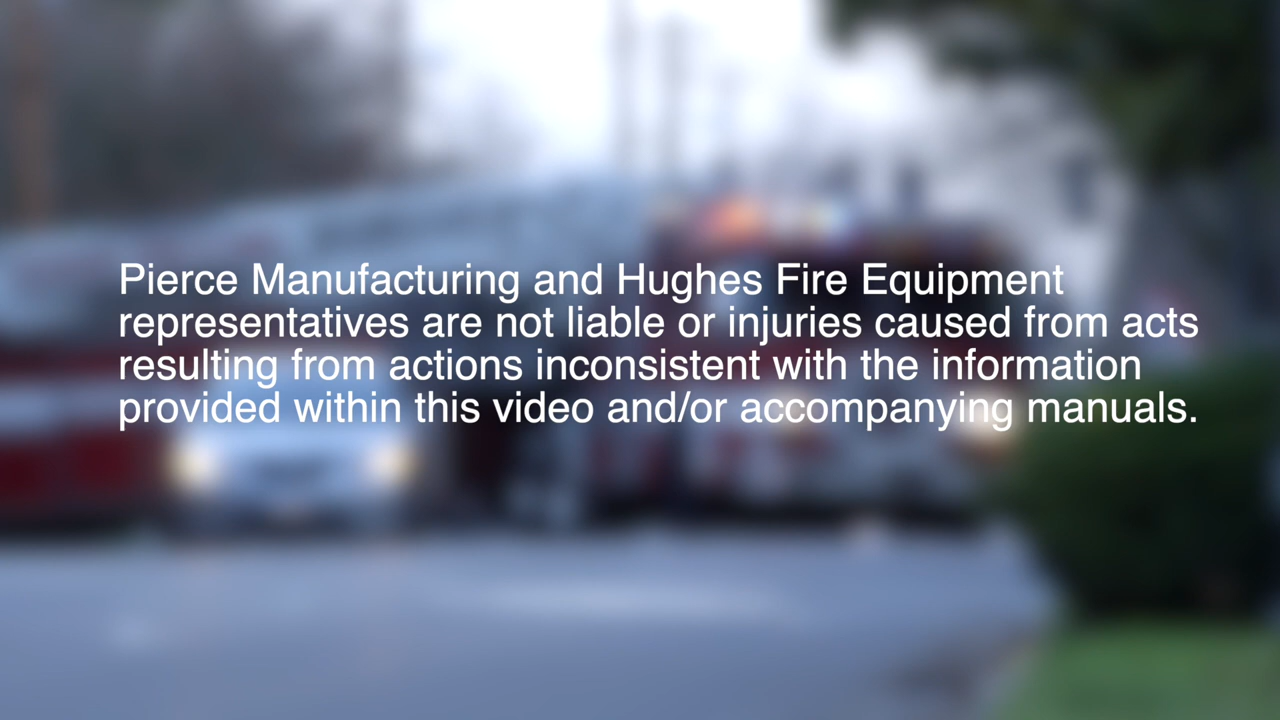 Pierce Manufacturing and Hughes Fire Equipment
representatives are not liable or injuries caused from acts
resulting from actions inconsistent with the information
provided within this video and/or accompanying manuals.